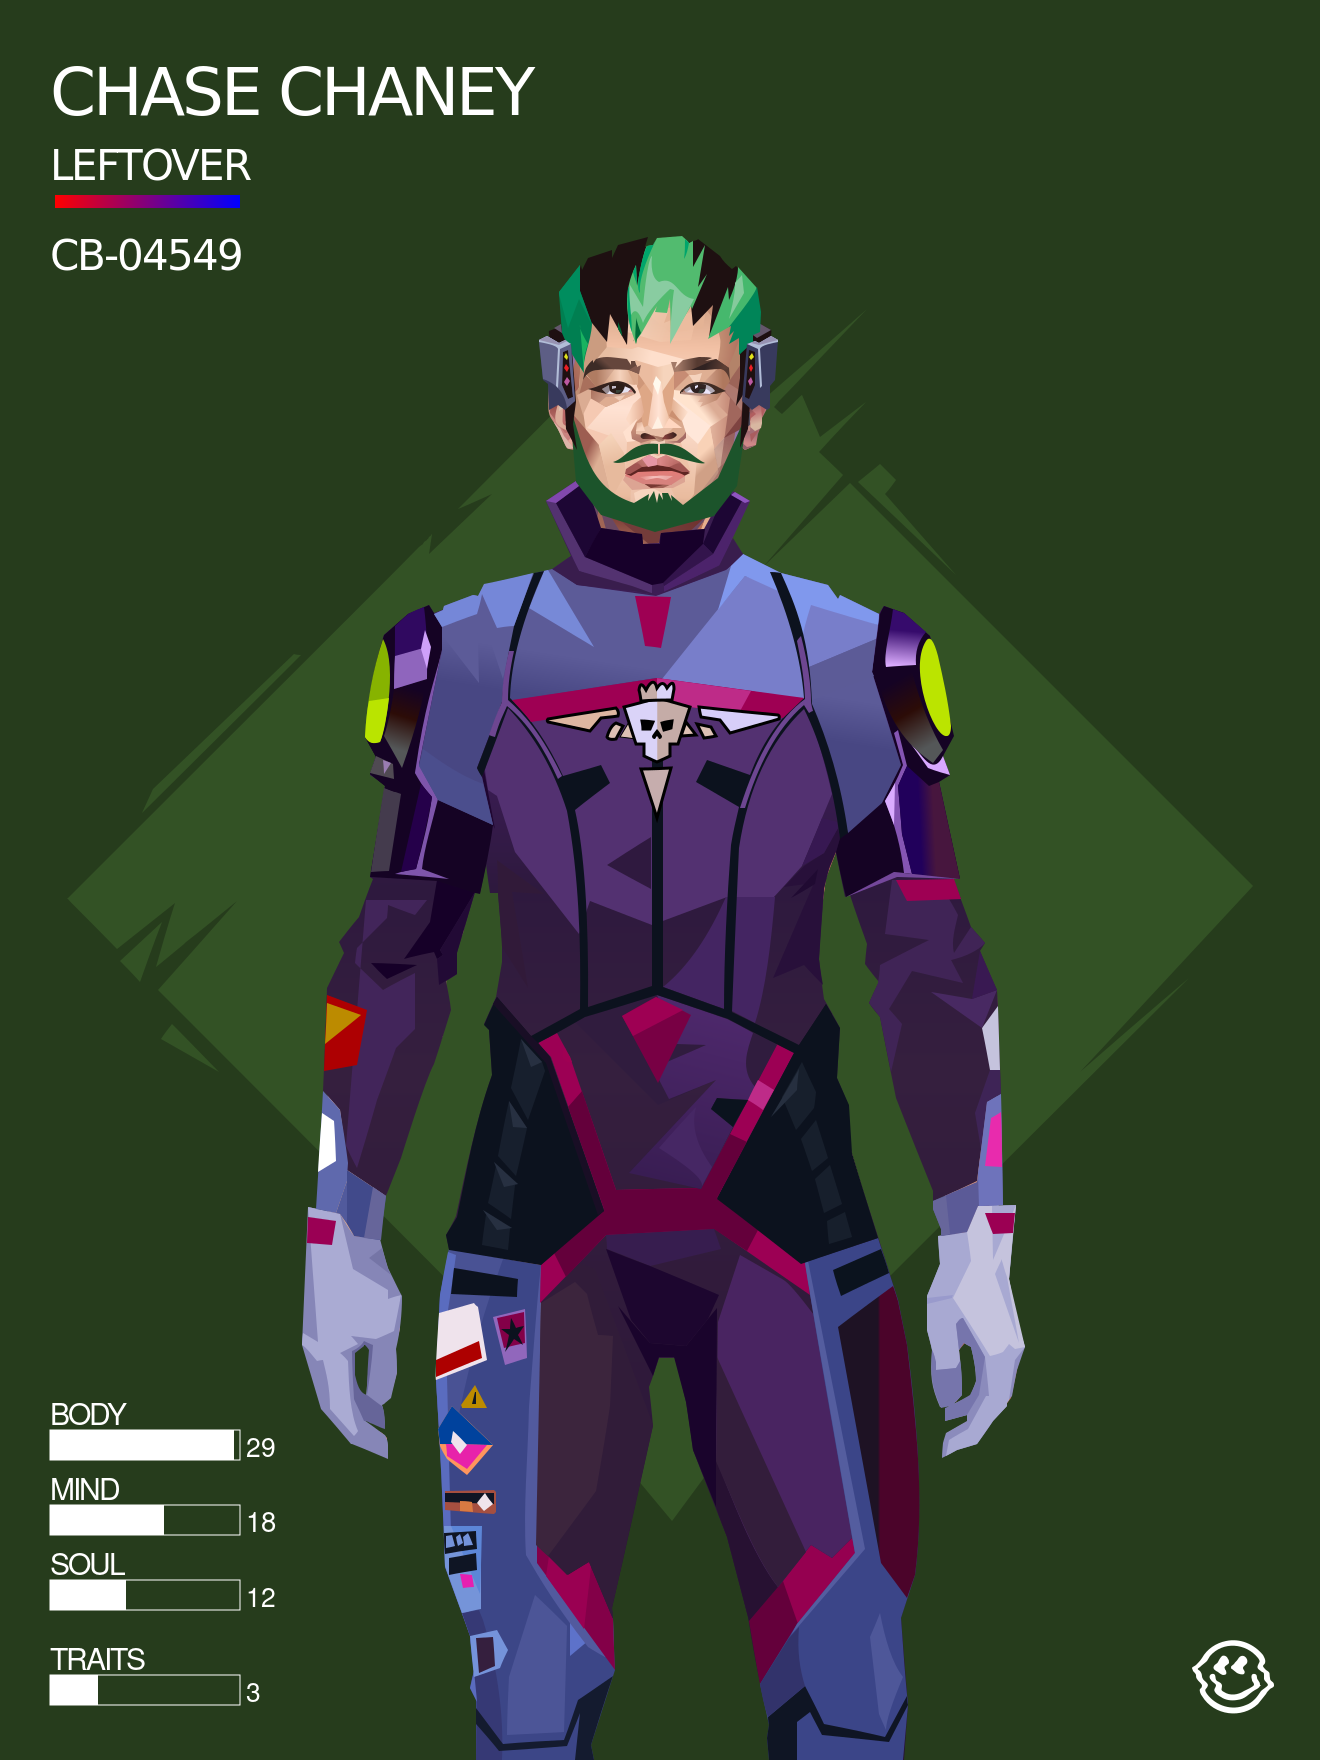 CHASE CHANEY
LEFTOVER
CB-04549
BODY
29
MIND
18
SOUL
12
TRAITS
3